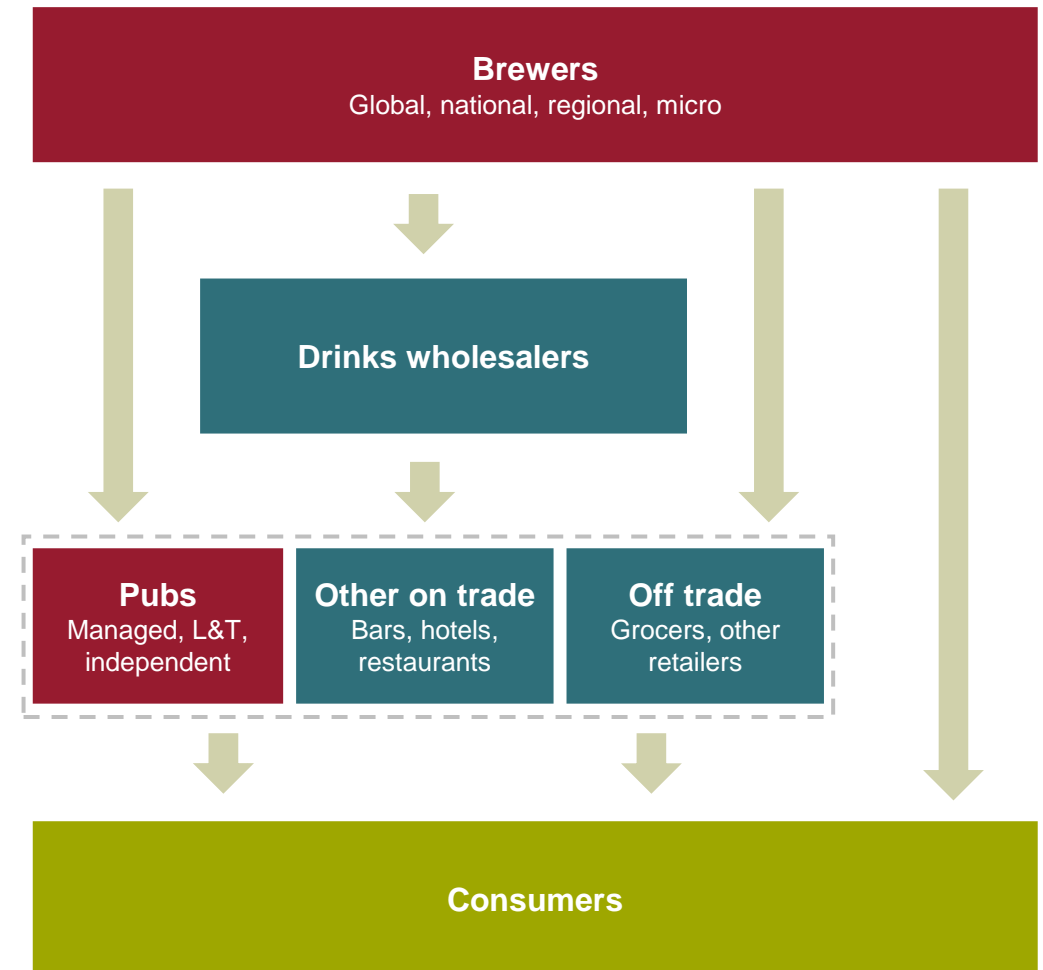 Brewers
Global, national, regional, micro
Drinks wholesalers
Pubs
Managed, L&T,
independent
Other on trade
Bars, hotels,
restaurants
Off trade
Grocers, other
retailers
Consumers